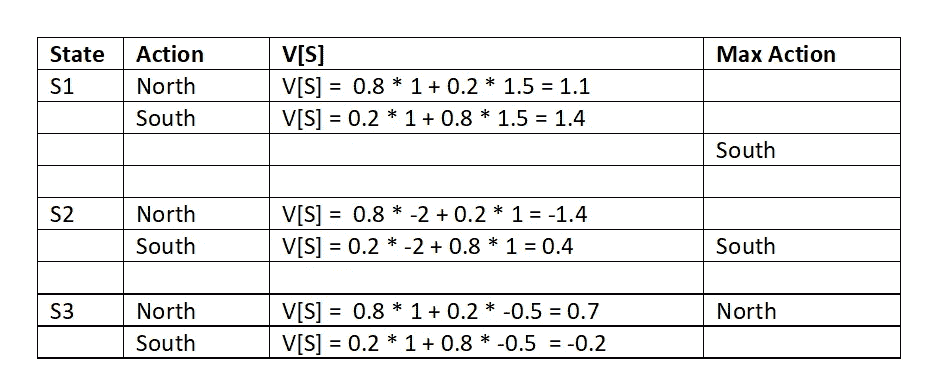 State Action V[S] Max Action
S1 North V[S] = 0.8 * 1 + 0.2 * 1.5 = 1.1
South V[S] = 0.2 * 1 + 0.8 * 1.5 = 1.4
South
S2 North V[S] = 0.8 * -2 + 0.2 * 1 = -1.4
South V[S] = 0.2 * -2 + 0.8 * 1 = 0.4 South
S3 North V[S] = 0.8 * 1 + 0.2 * -0.5 = 0.7 North
South V[S] = 0.2 * 1 + 0.8 * -0.5 = -0.2